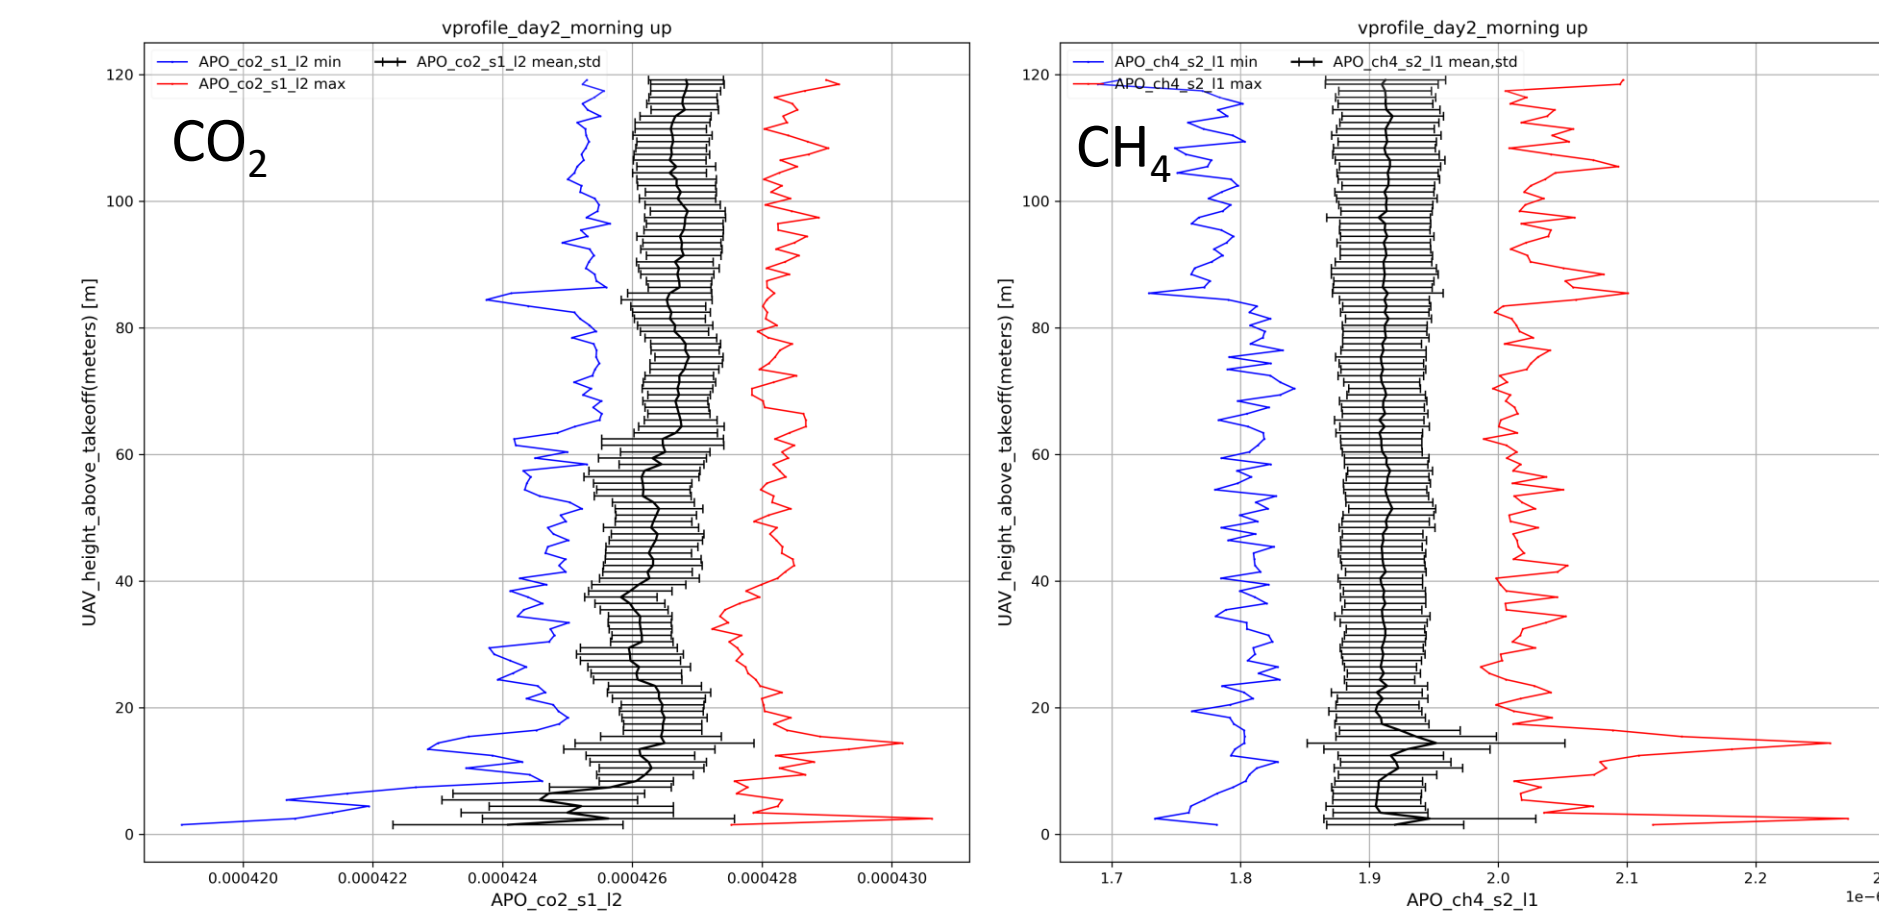 vprofile_day2_morning up
APO_co2_s1_l2 min
APO_co2_s1_l2 max
APO_co2_s1_l2 mean,std
CO2
120
100
80
60
40
20
0
UAV_height_above_takeoff(meters) [m]
0.000420 0.000422 0.000424 0.000426 0.000428 0.000430
APO_co2_s1_l2
vprofile_day2_morning up
APO_ch4_s2_l1 min
APO_ch4_s2_l1 max
APO_ch4_s2_l1 mean,std
CH4
120
100
80
60
40
20
0
UAV_height_above_takeoff(meters) [m]
1.7 1.8 1.9 2.0 2.1 2.2
APO_ch4_s2_l1